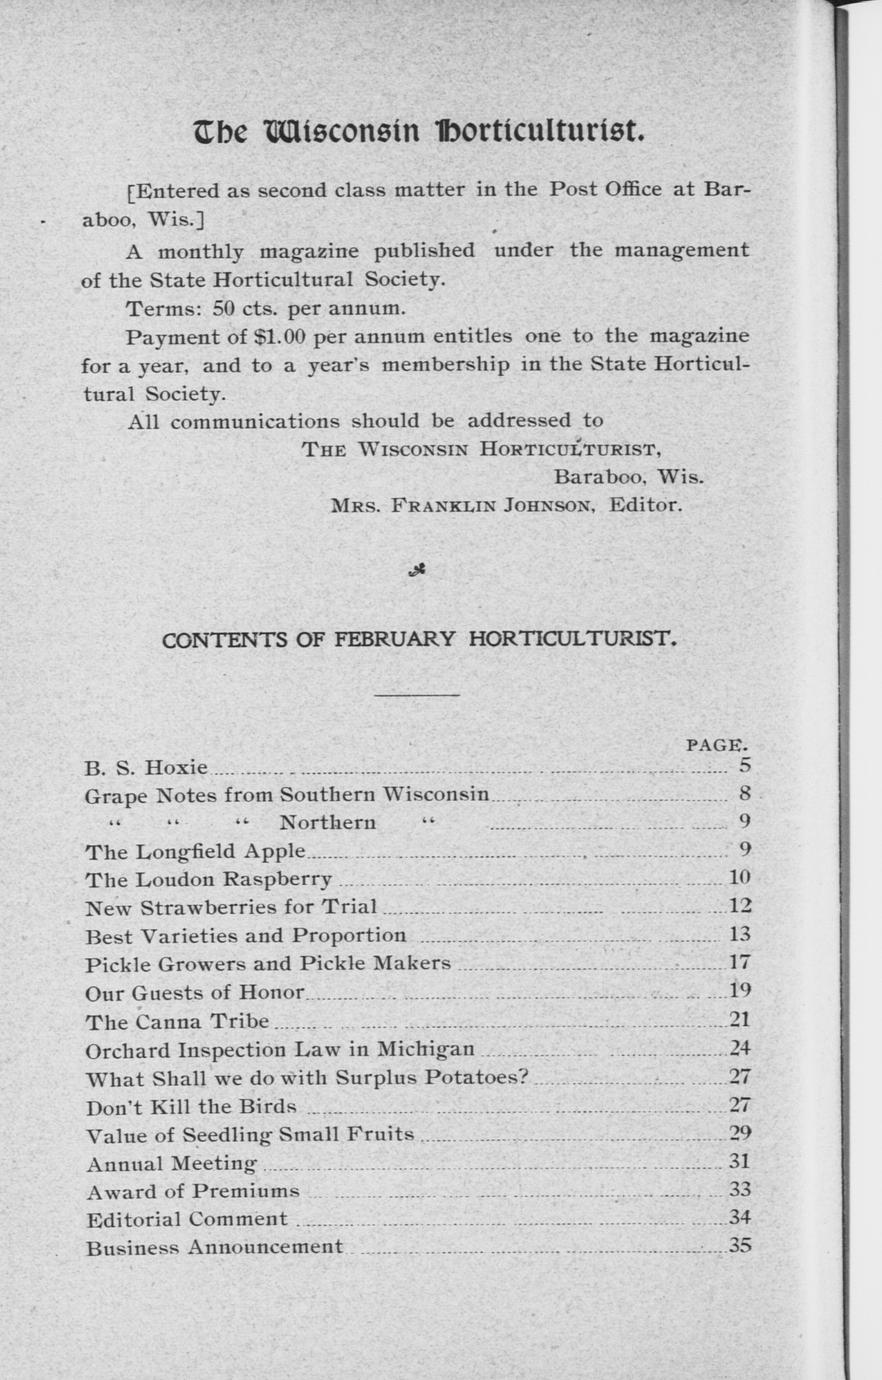 The Wisconsin Horticulturist.
[Entered as second class matter in the Post Office at Bar-
aboo, Wis.]
A monthly magazine published under the management
of the State Horticultural Society.
Terms: 50 cts. per annum.
Payment of $1.00 per annum entitles one to the magazine
for a year, and to a year's membership in the State Horticul-
tural Society.
All communications should be addressed to
THE WISCONSIN HORTICULTURIST,
Baraboo, Wis.
MRS. FRANKLIN JOHNSON, Editor.
CONTENTS OF FEBRUARY HORTICULTURIST.
PAGE.
B. S. Hoxie 5
Grape Notes from Southern Wisconsin 8
" " " Northern " 9
The Longfield Apple 9
The Loudon Raspberry 10
New Strawberries for Trial 12
Best Varieties and Proportion 13
Pickle Growers and Pickle Makers 17
Our Guests of Honor 19
The Canna Tribe 21
Orchard Inspection Law in Michigan 24
What Shall we do with Surplus Potatoes? 27
Don't Kill the Birds 27
Value of Seedling Small Fruits 29
Annual Meeting 31
Award of Premiums 33
Editorial Comment 34
Business Announcement 35